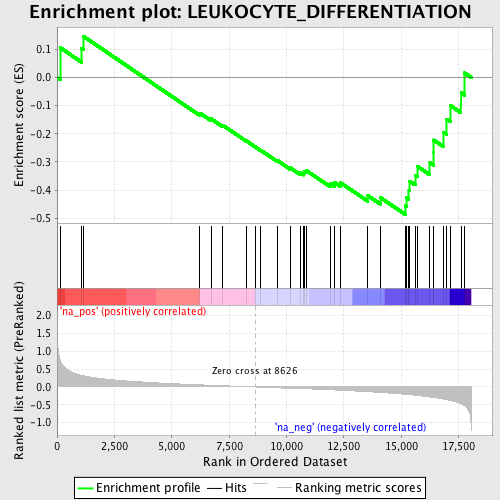 Enrichment plot: LEUKOCYTE_DIFFERENTIATION
Enrichment score (ES)
0.1
0.0
-0.1
-0.2
-0.3
-0.4
-0.5
'na_pos' (positively correlated)
Ranked list metric (PreRanked)
2.0
1.5
1.0
0.5
0.0
-0.5
-1.0
Zero cross at 8626
'na_neg' (negatively correlated)
0
2,500
5,000
7,500
10,000
12,500
15,000
17,500
Rank in Ordered Dataset
Enrichment profile
Hits
Ranking metric scores